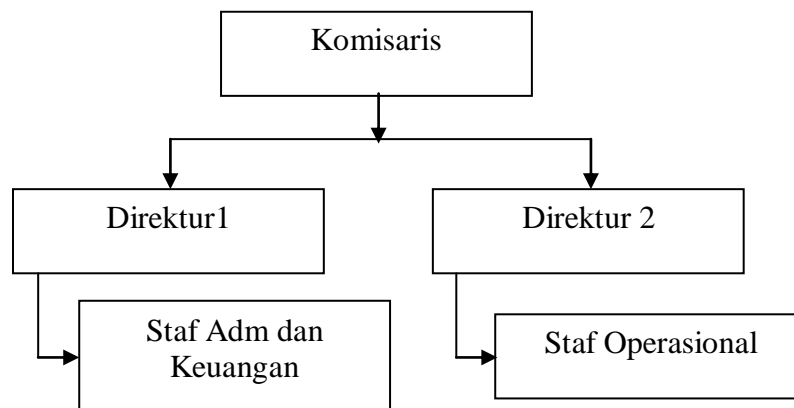 Komisaris
Direktur1
Direktur 2
Staf Adm dan
Keuangan
Staf Operasional